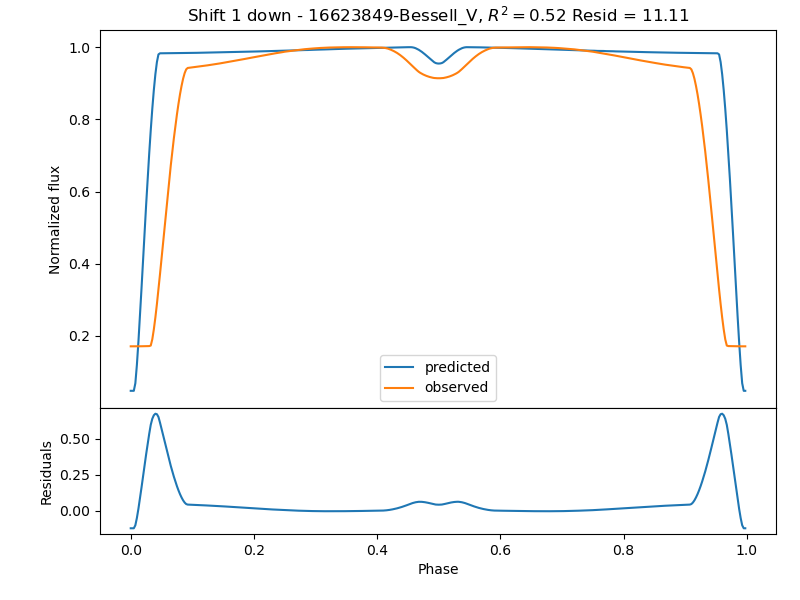 Shift 1 down - 16623849-Bessell_V, R² = 0.52 Resid = 11.11
Normalized flux
1.0
0.8
0.6
0.4
0.2
predicted
observed
Residuals
0.50
0.25
0.00
0.0 0.2 0.4 0.6 0.8 1.0
Phase